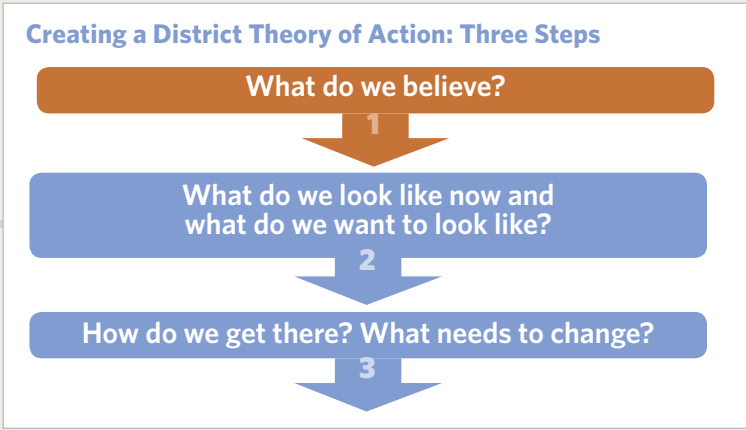 Creating a District Theory of Action: Three Steps
What do we believe?
1
What do we look like now and
what do we want to look like?
2
How do we get there? What needs to change?
3